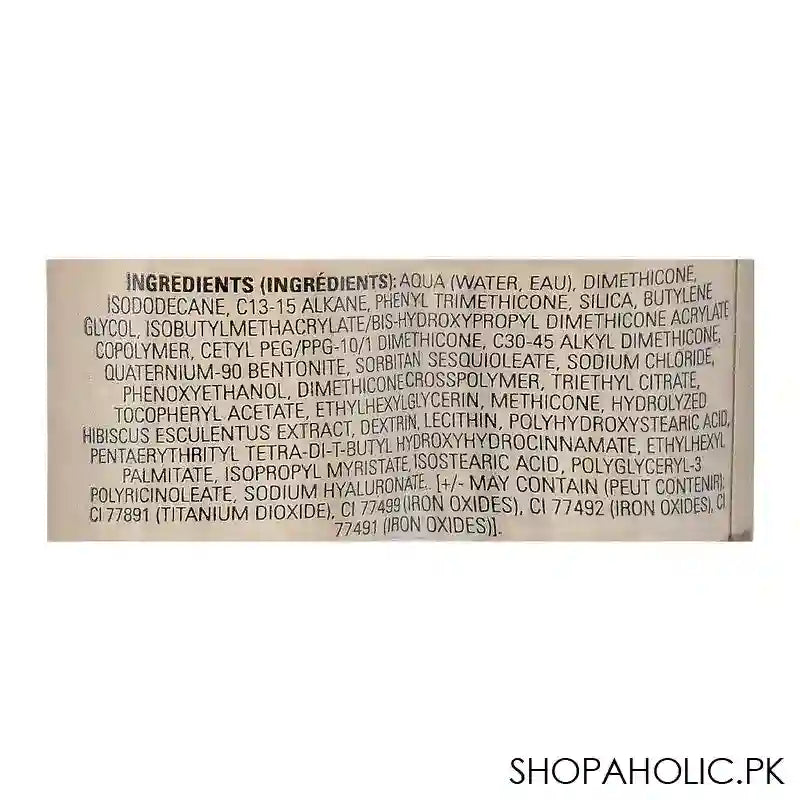 INGREDIENTS (INGRÉDIENTS): AQUA (WATER, EAU), DIMETHICONE,
ISODODECANE, C13-15 ALKANE, PHENYL TRIMETHICONE, SILICA, BUTYLENE
GLYCOL, ISOBUTYLMETHACRYLATE/BIS-HYDROXYPROPYL DIMETHICONE ACRYLATE
COPOLYMER, CETYL PEG/PPG-10/1 DIMETHICONE, C30-45 ALKYL DIMETHICONE,
QUATERNIUM-90 BENTONITE, SORBITAN SESQUIOLEATE, SODIUM CHLORIDE,
PHENOXYETHANOL, DIMETHICONE CROSSPOLYMER, TRIETHYL CITRATE,
TOCOPHERYL ACETATE, ETHYLHEXYLGLYCERIN, METHICONE, HYDROLYZED
HIBISCUS ESCULENTUS EXTRACT, DEXTRIN, LECITHIN, POLYHYDROXYSTEARIC ACID,
PENTAERYTHRITYL TETRA-DI-T-BUTYL HYDROXYHYDROCINNAMATE, ETHYLHEXYL
PALMITATE, ISOPROPYL MYRISTATE, ISOSTEARIC ACID, POLYGLYCERYL-3
POLYRICINOLEATE, SODIUM HYALURONATE. [+/- MAY CONTAIN (PEUT CONTENIR):
CI 77891 (TITANIUM DIOXIDE), CI 77499 (IRON OXIDES), CI 77492 (IRON OXIDES), CI
77491 (IRON OXIDES)].
SHOPAHOLIC.PK